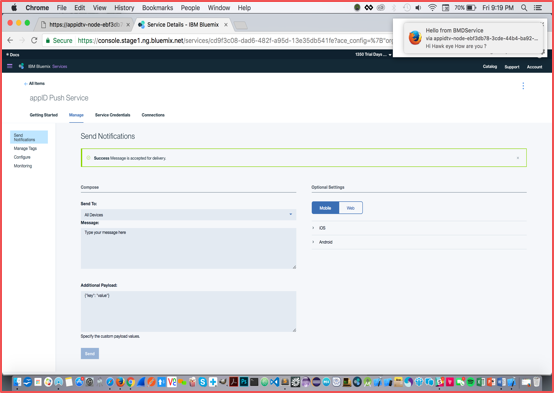 Chrome File Edit View History Bookmarks People Window Help
70% Fri 9:19 PM
https://appidtv-node-ebf3db7
Service Details - IBM Bluemix
Secure https://console.stage1.ng.bluemix.net/services/cd9f3c08-dad8-482f-a95d-13e35db541fe?ace_config=%7B"or
Hello from BMDService
via appidtv-node-ebf3db78-3cde-44b4-ba92-...
Hi Hawk eye How are you ?
Docs
1250 Trial Days ...
IBM Bluemix Services
Catalog Support Account
← All Items
appID Push Service
Getting Started Manage Service Credentials Connections
Send Notifications
Manage Tags
Configure
Monitoring
Send Notifications
Success Message is accepted for delivery.
Compose
Optional Settings
Send To:
All Devices
Mobile Web
Message:
Type your message here
iOS
Android
Additional Payload:
{"key": "value"}
Specify the custom payload values.
Send